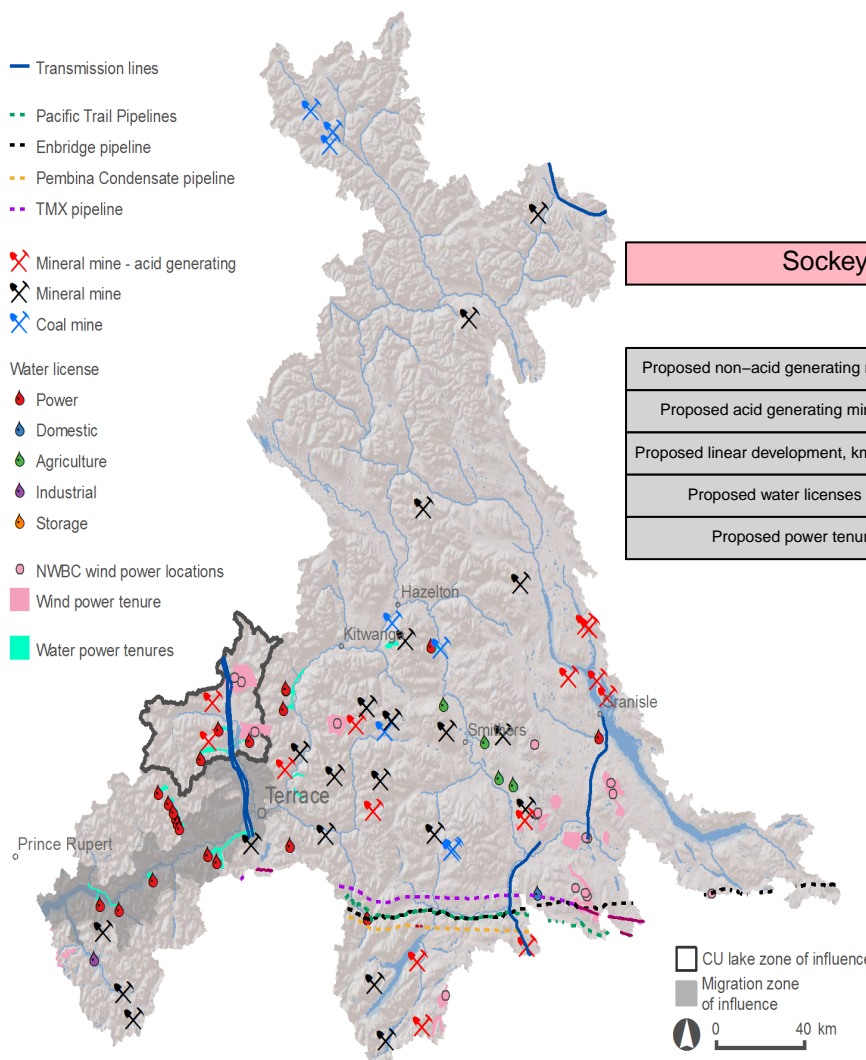 Transmission lines
Pacific Trail Pipelines
Enbridge pipeline
Pembina Condensate pipeline
TMX pipeline
Mineral mine - acid generating
Mineral mine
Coal mine
Water license
Power
Domestic
Agriculture
Industrial
Storage
NWBC wind power locations
Wind power tenure
Water power tenures
Sockey
Proposed non−acid generating
Proposed acid generating min
Proposed linear development, km
Proposed water licenses
Proposed power tenur
Hazelton
Kitwanga
Granisle
Smithers
Terrace
Prince Rupert
CU lake zone of influence
Migration zone
of influence
0 40 km